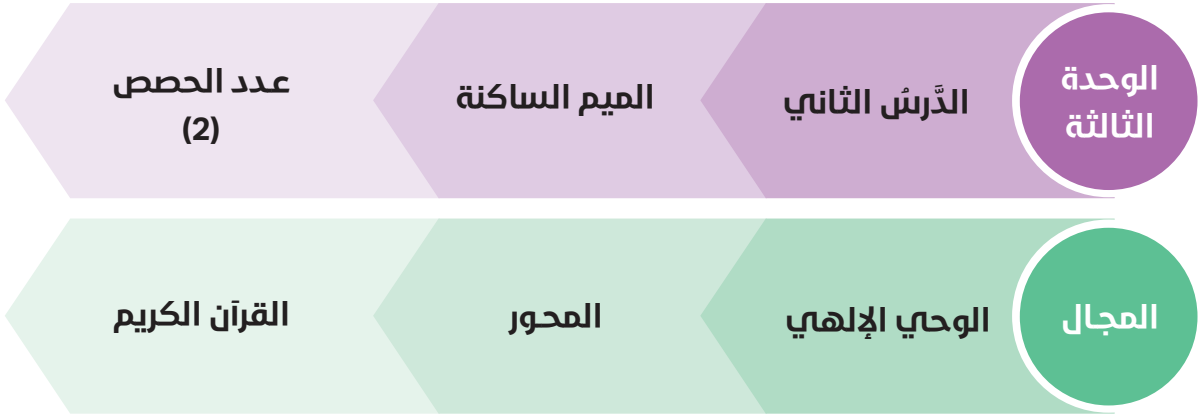 الوحدة
الثالثة
الدَّرسُ الثاني
الميم الساكنة
عدد الحصص
(2)
المجال
الوحي الإلهي
المحور
القرآن الكريم